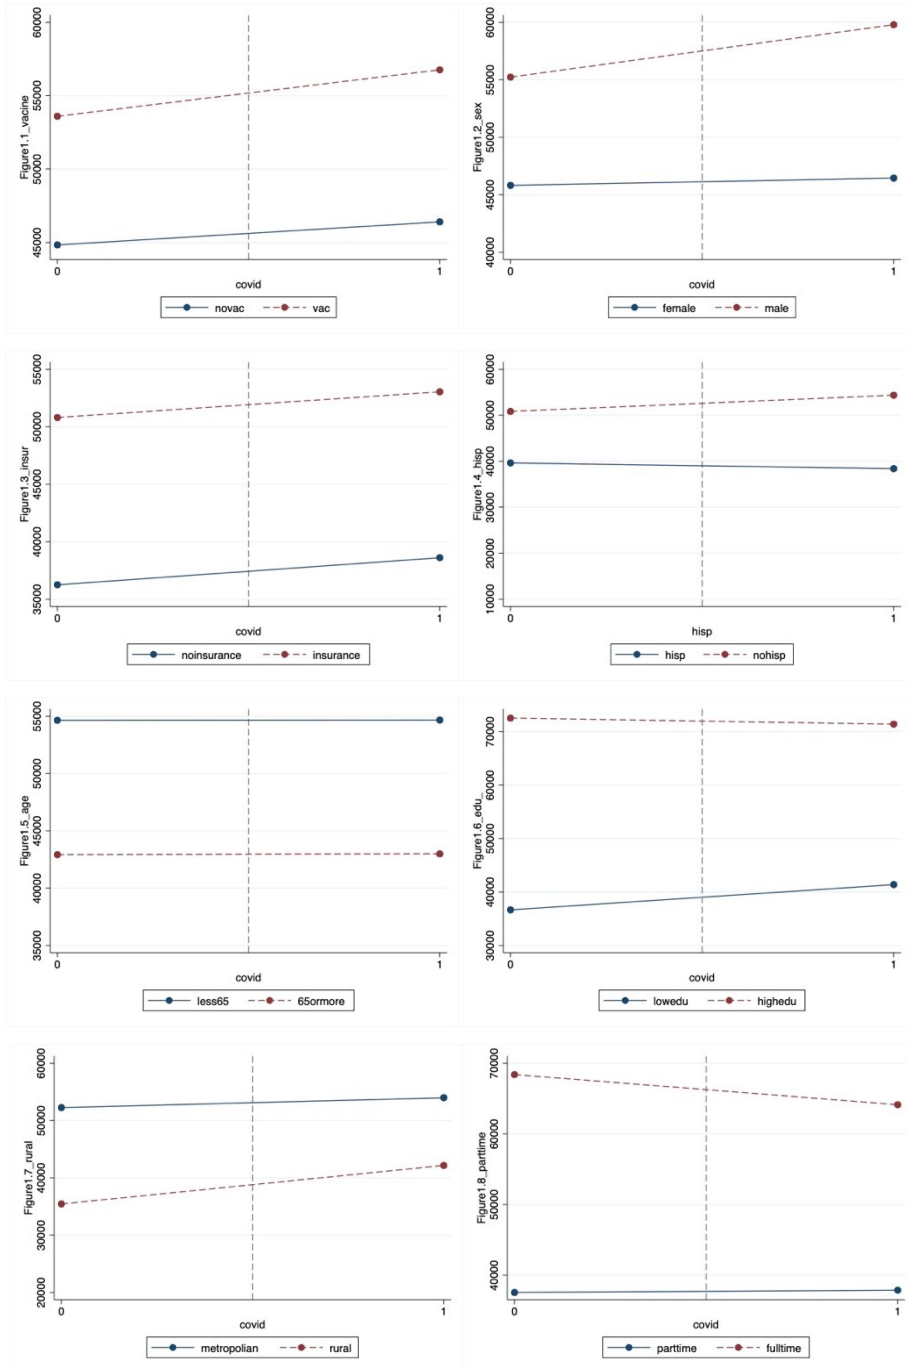 Figure1.1_vacine
60000
55000
50000
45000
0
1
covid
novac
vac
Figure1.2_sex
60000
55000
50000
45000
40000
0
1
covid
female
male
Figure1.3_insur
55000
50000
45000
40000
35000
0
1
covid
noinsurance
insurance
Figure1.4_hisp
60000
50000
40000
30000
20000
10000
0
1
hisp
hisp
nohisp
Figure1.5_age
55000
50000
45000
40000
35000
0
1
covid
less65
65ormore
Figure1.6_edu_
70000
60000
50000
40000
30000
0
1
covid
lowedu
highedu
Figure1.7_rural
60000
50000
40000
30000
20000
0
1
covid
metropolian
rural
Figure1.8_parttime
70000
60000
50000
40000
0
1
covid
parttime
fulltime